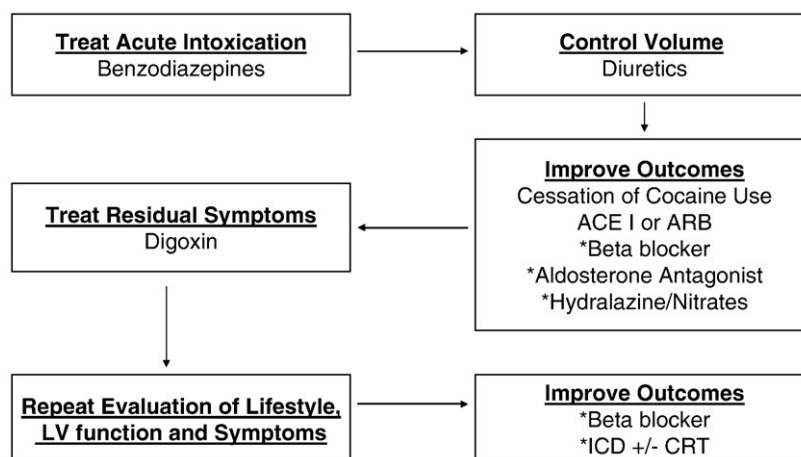 Treat Acute Intoxication
Benzodiazepines
Control Volume
Diuretics
Improve Outcomes
Cessation of Cocaine Use
ACE I or ARB
*Beta blocker
*Aldosterone Antagonist
*Hydralazine/Nitrates
Treat Residual Symptoms
Digoxin
Repeat Evaluation of Lifestyle,
LV function and Symptoms
Improve Outcomes
*Beta blocker
*ICD +/- CRT